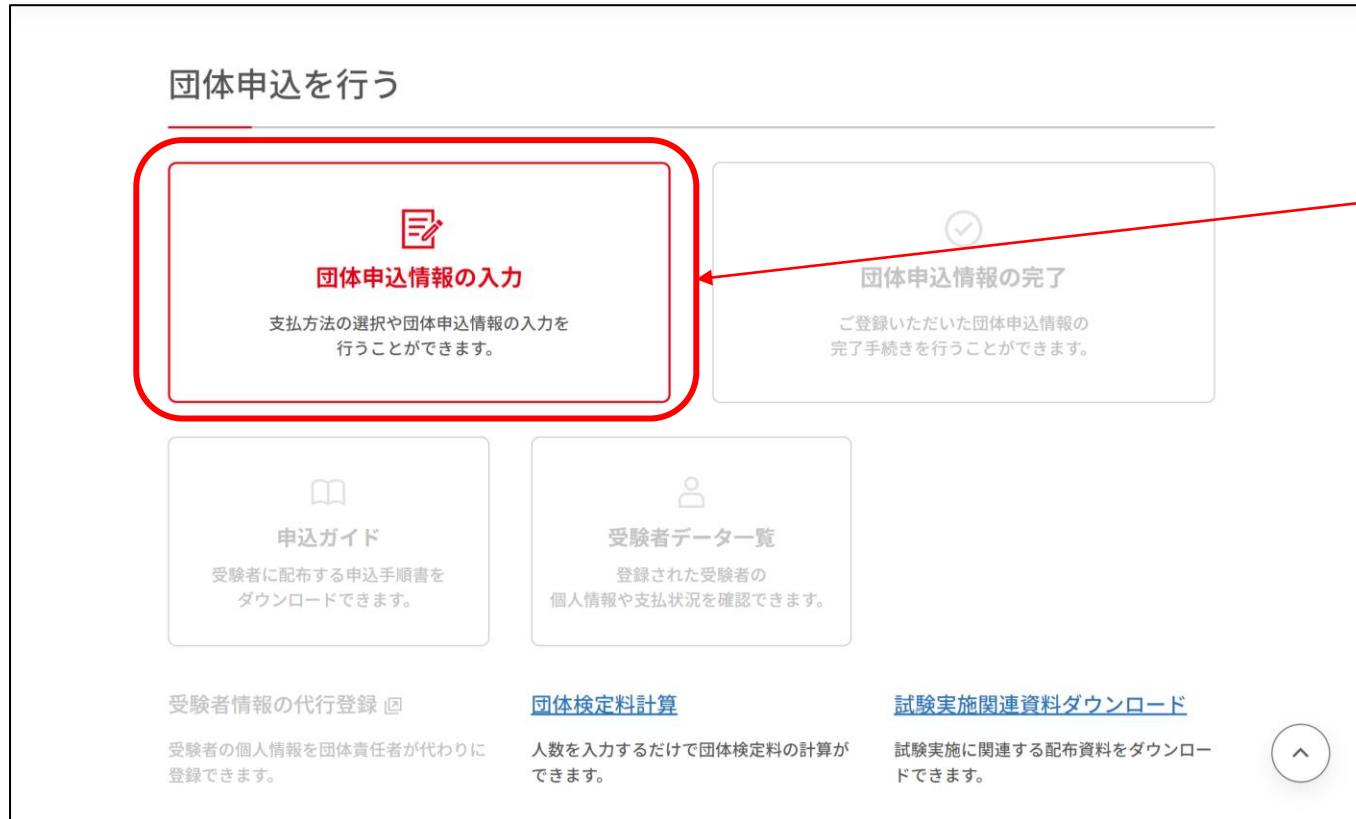 団体申込を行う
団体申込情報の入力
支払方法の選択や団体申込情報の入力を
行うことができます。
団体申込情報の完了
ご登録いただいた団体申込情報の
完了手続きを行うことができます。
申込ガイド
受験者に配布する申込手順書を
ダウンロードできます。
受験者データ一覧
登録された受験者の
個人情報や支払状況を確認できます。
受験者情報の代行登録
受験者の個人情報を団体責任者が代わりに
登録できます。
団体検定料計算
人数を入力するだけで団体検定料の計算が
できます。
試験実施関連資料ダウンロード
試験実施に関連する配布資料をダウンロー
ドできます。